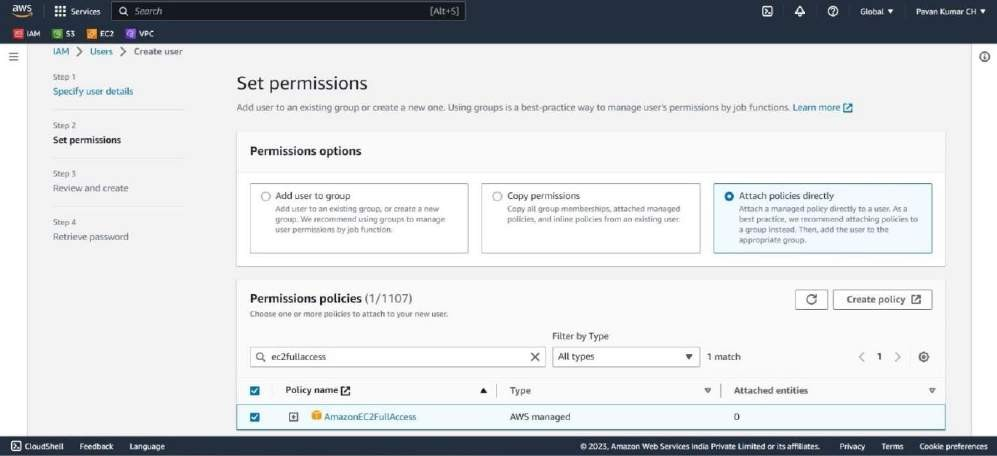 aws
Services
Search
[Alt+S]
Global ▼
Pavan Kumar CH ▼
IAM
S3
EC2
VPC
IAM > Users > Create user
Step 1
Specify user details
Step 2
Set permissions
Step 3
Review and create
Step 4
Retrieve password
Set permissions
Add user to an existing group or create a new one. Using groups is a best-practice way to manage user's permissions by job functions. Learn more
Permissions options
Add user to group
Add user to an existing group, or create a new
group. We recommend using groups to manage
user permissions by job function.
Copy permissions
Copy all group memberships, attached managed
policies, and inline policies from an existing user.
Attach policies directly
Attach a managed policy directly to a user. As a
best practice, we recommend attaching policies to
a group instead. Then, add the user to the
appropriate group.
Permissions policies (1/1107)
Choose one or more policies to attach to your new user.
Create policy
Filter by Type
ec2fullaccess
All types
1 match
< 1 >
Policy name
Type
Attached entities
AmazonEC2FullAccess
AWS managed
0
CloudShell
Feedback
Language
© 2023, Amazon Web Services India Private Limited or its affiliates.
Privacy
Terms
Cookie preferences